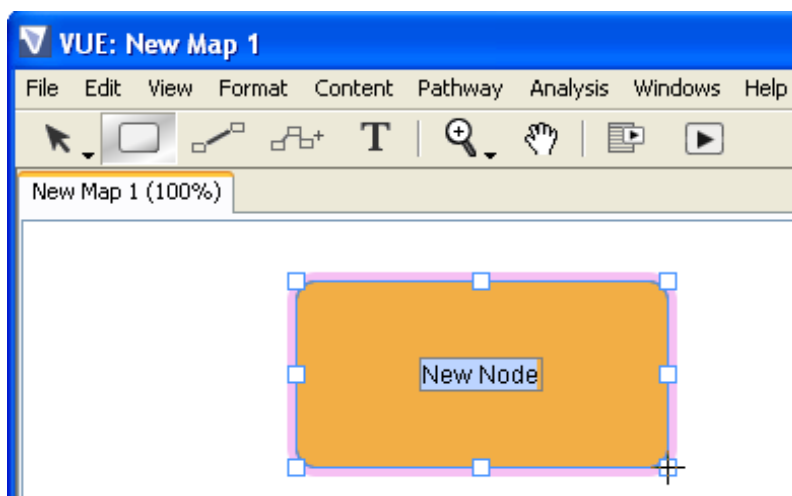 VUE: New Map 1
File Edit View Format Content Pathway Analysis Windows Help
T
New Map 1 (100%)
New Node